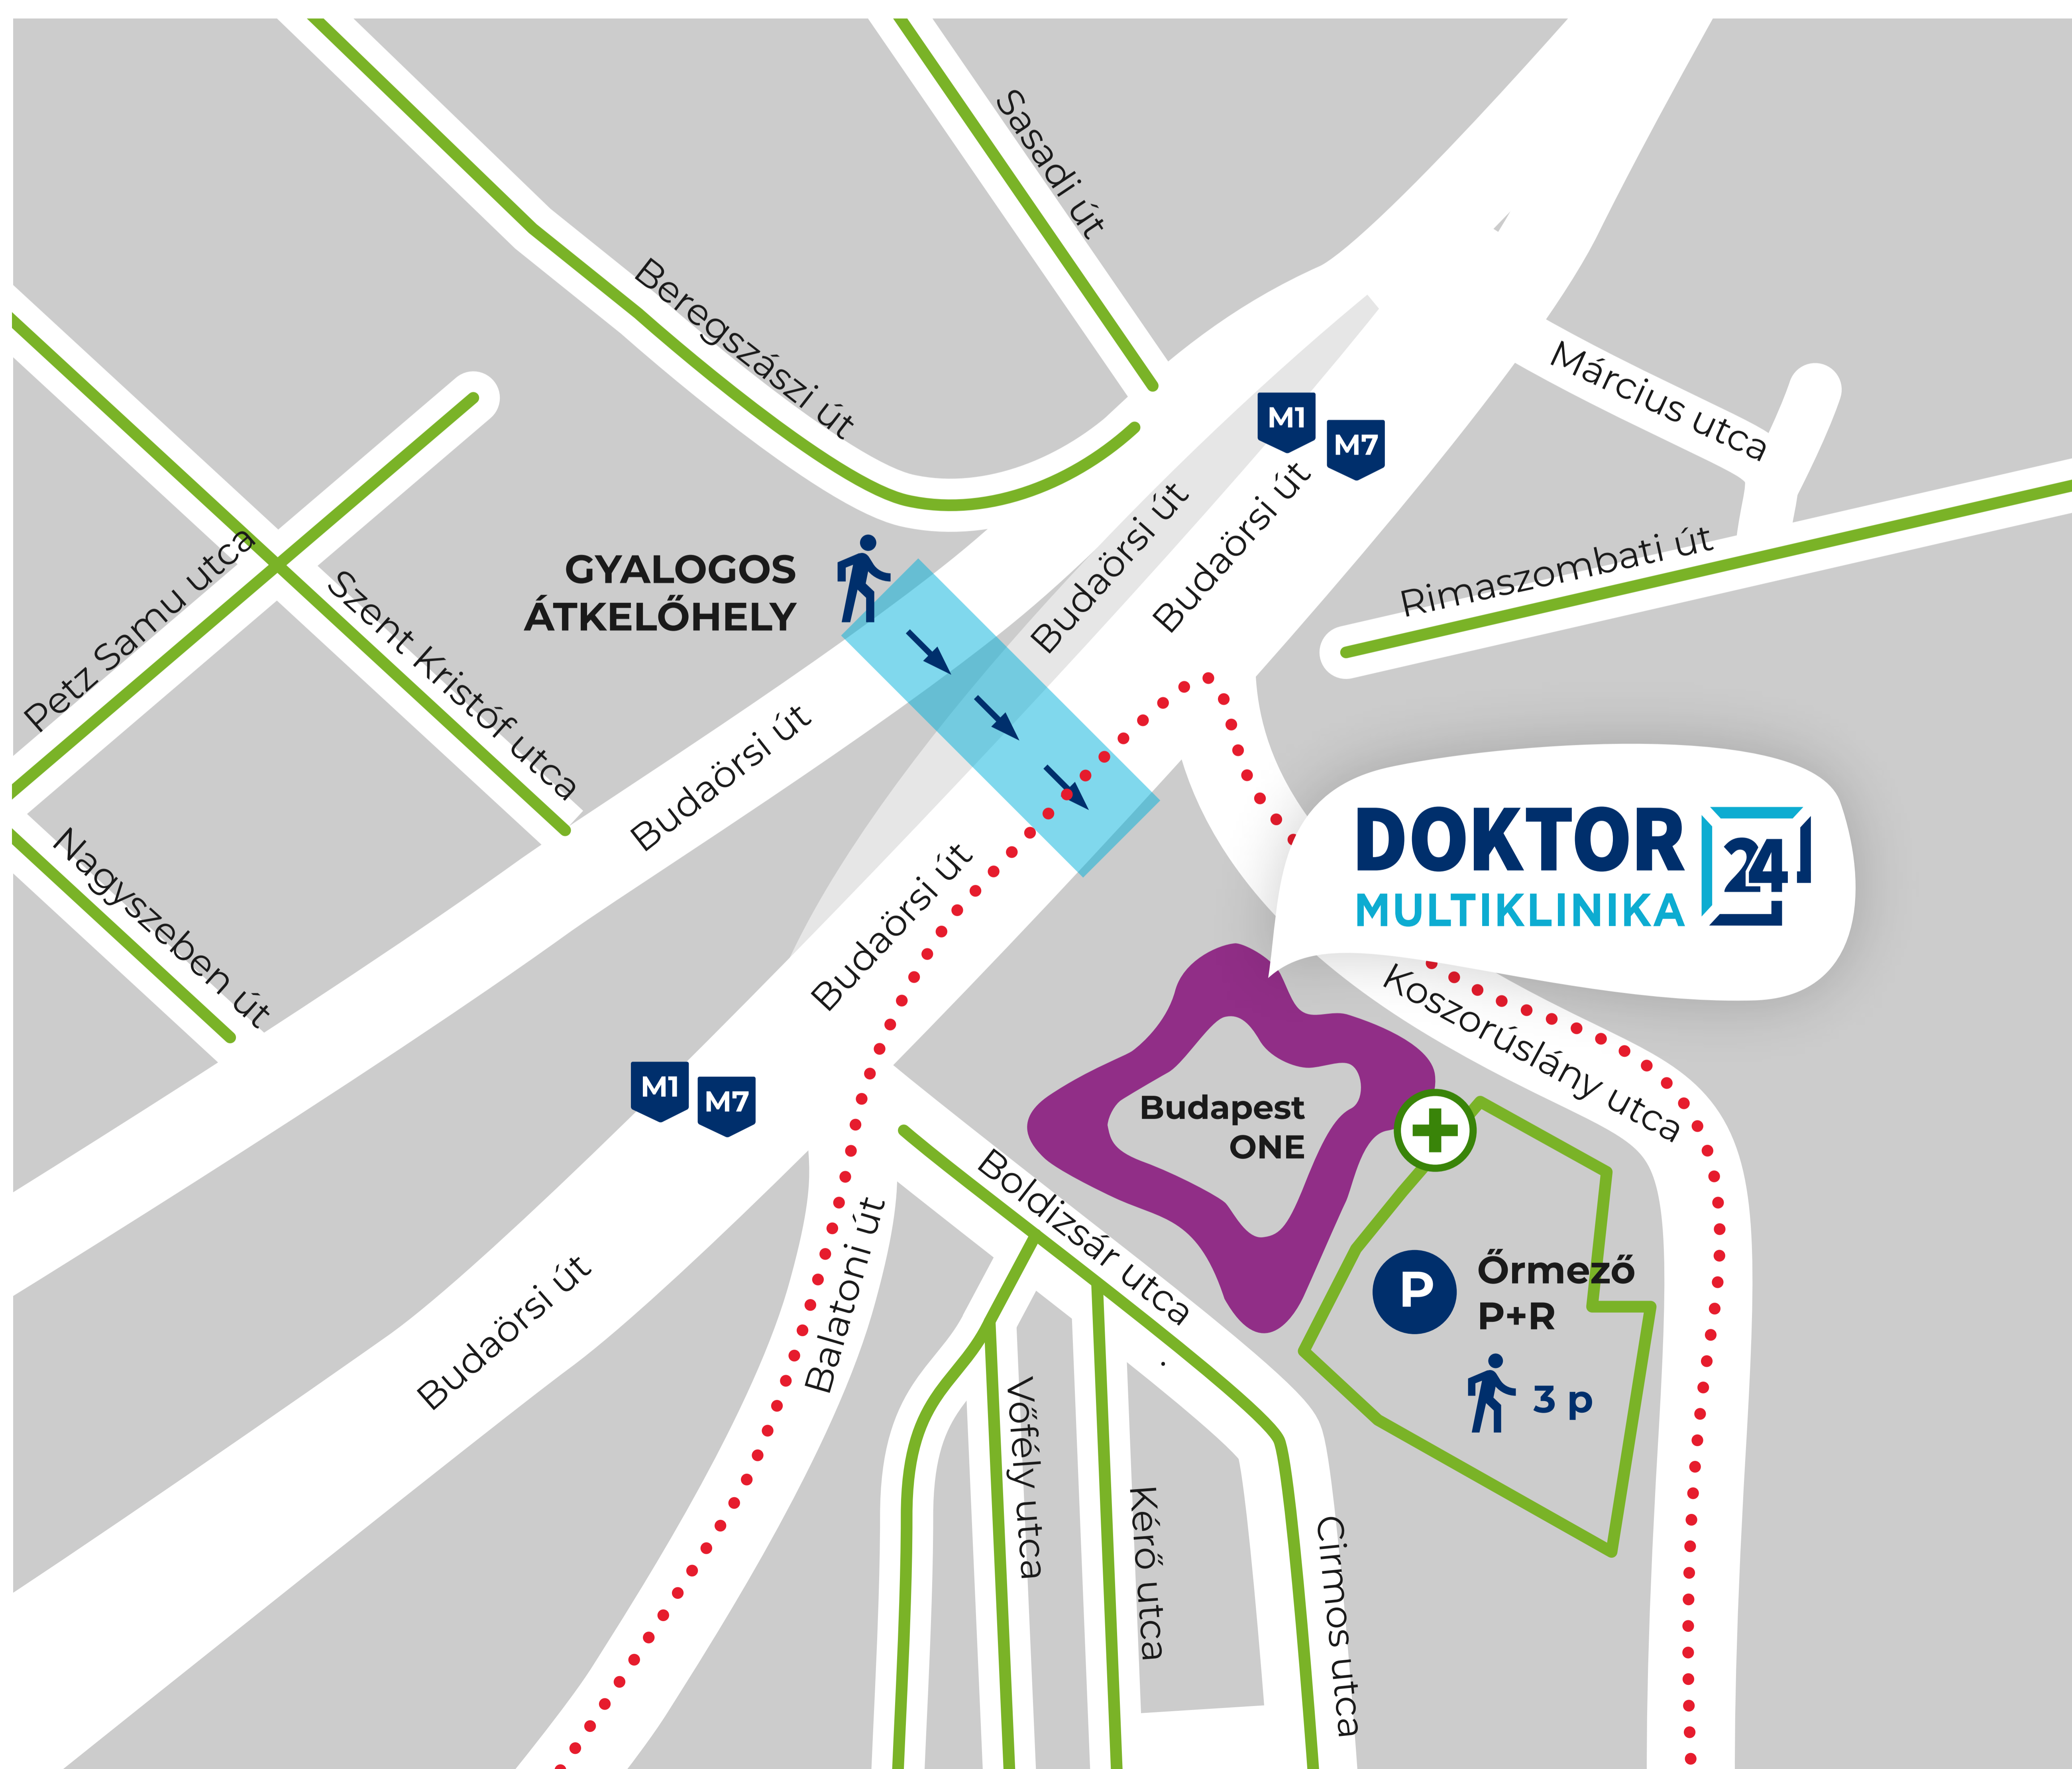 Sasadi út
Beregszászi út
Március utca
M1
M7
Budaörsi út
Budaörsi út
GYALOGOS
ÁTKELŐHELY
Rimaszombati út
Petz Samu utca
Szent Kristóf utca
Budaörsi út
DOKTOR
MULTIKLINIKA
24
Nagyszeben út
Budaörsi út
Koszorúslány utca
M1
M7
Budapest
ONE
Boldizsár utca
Balatoni út
Budaörsi út
P
Őrmező
P+R
3 p
Vőfély utca
Kérő utca
Cirmos utca